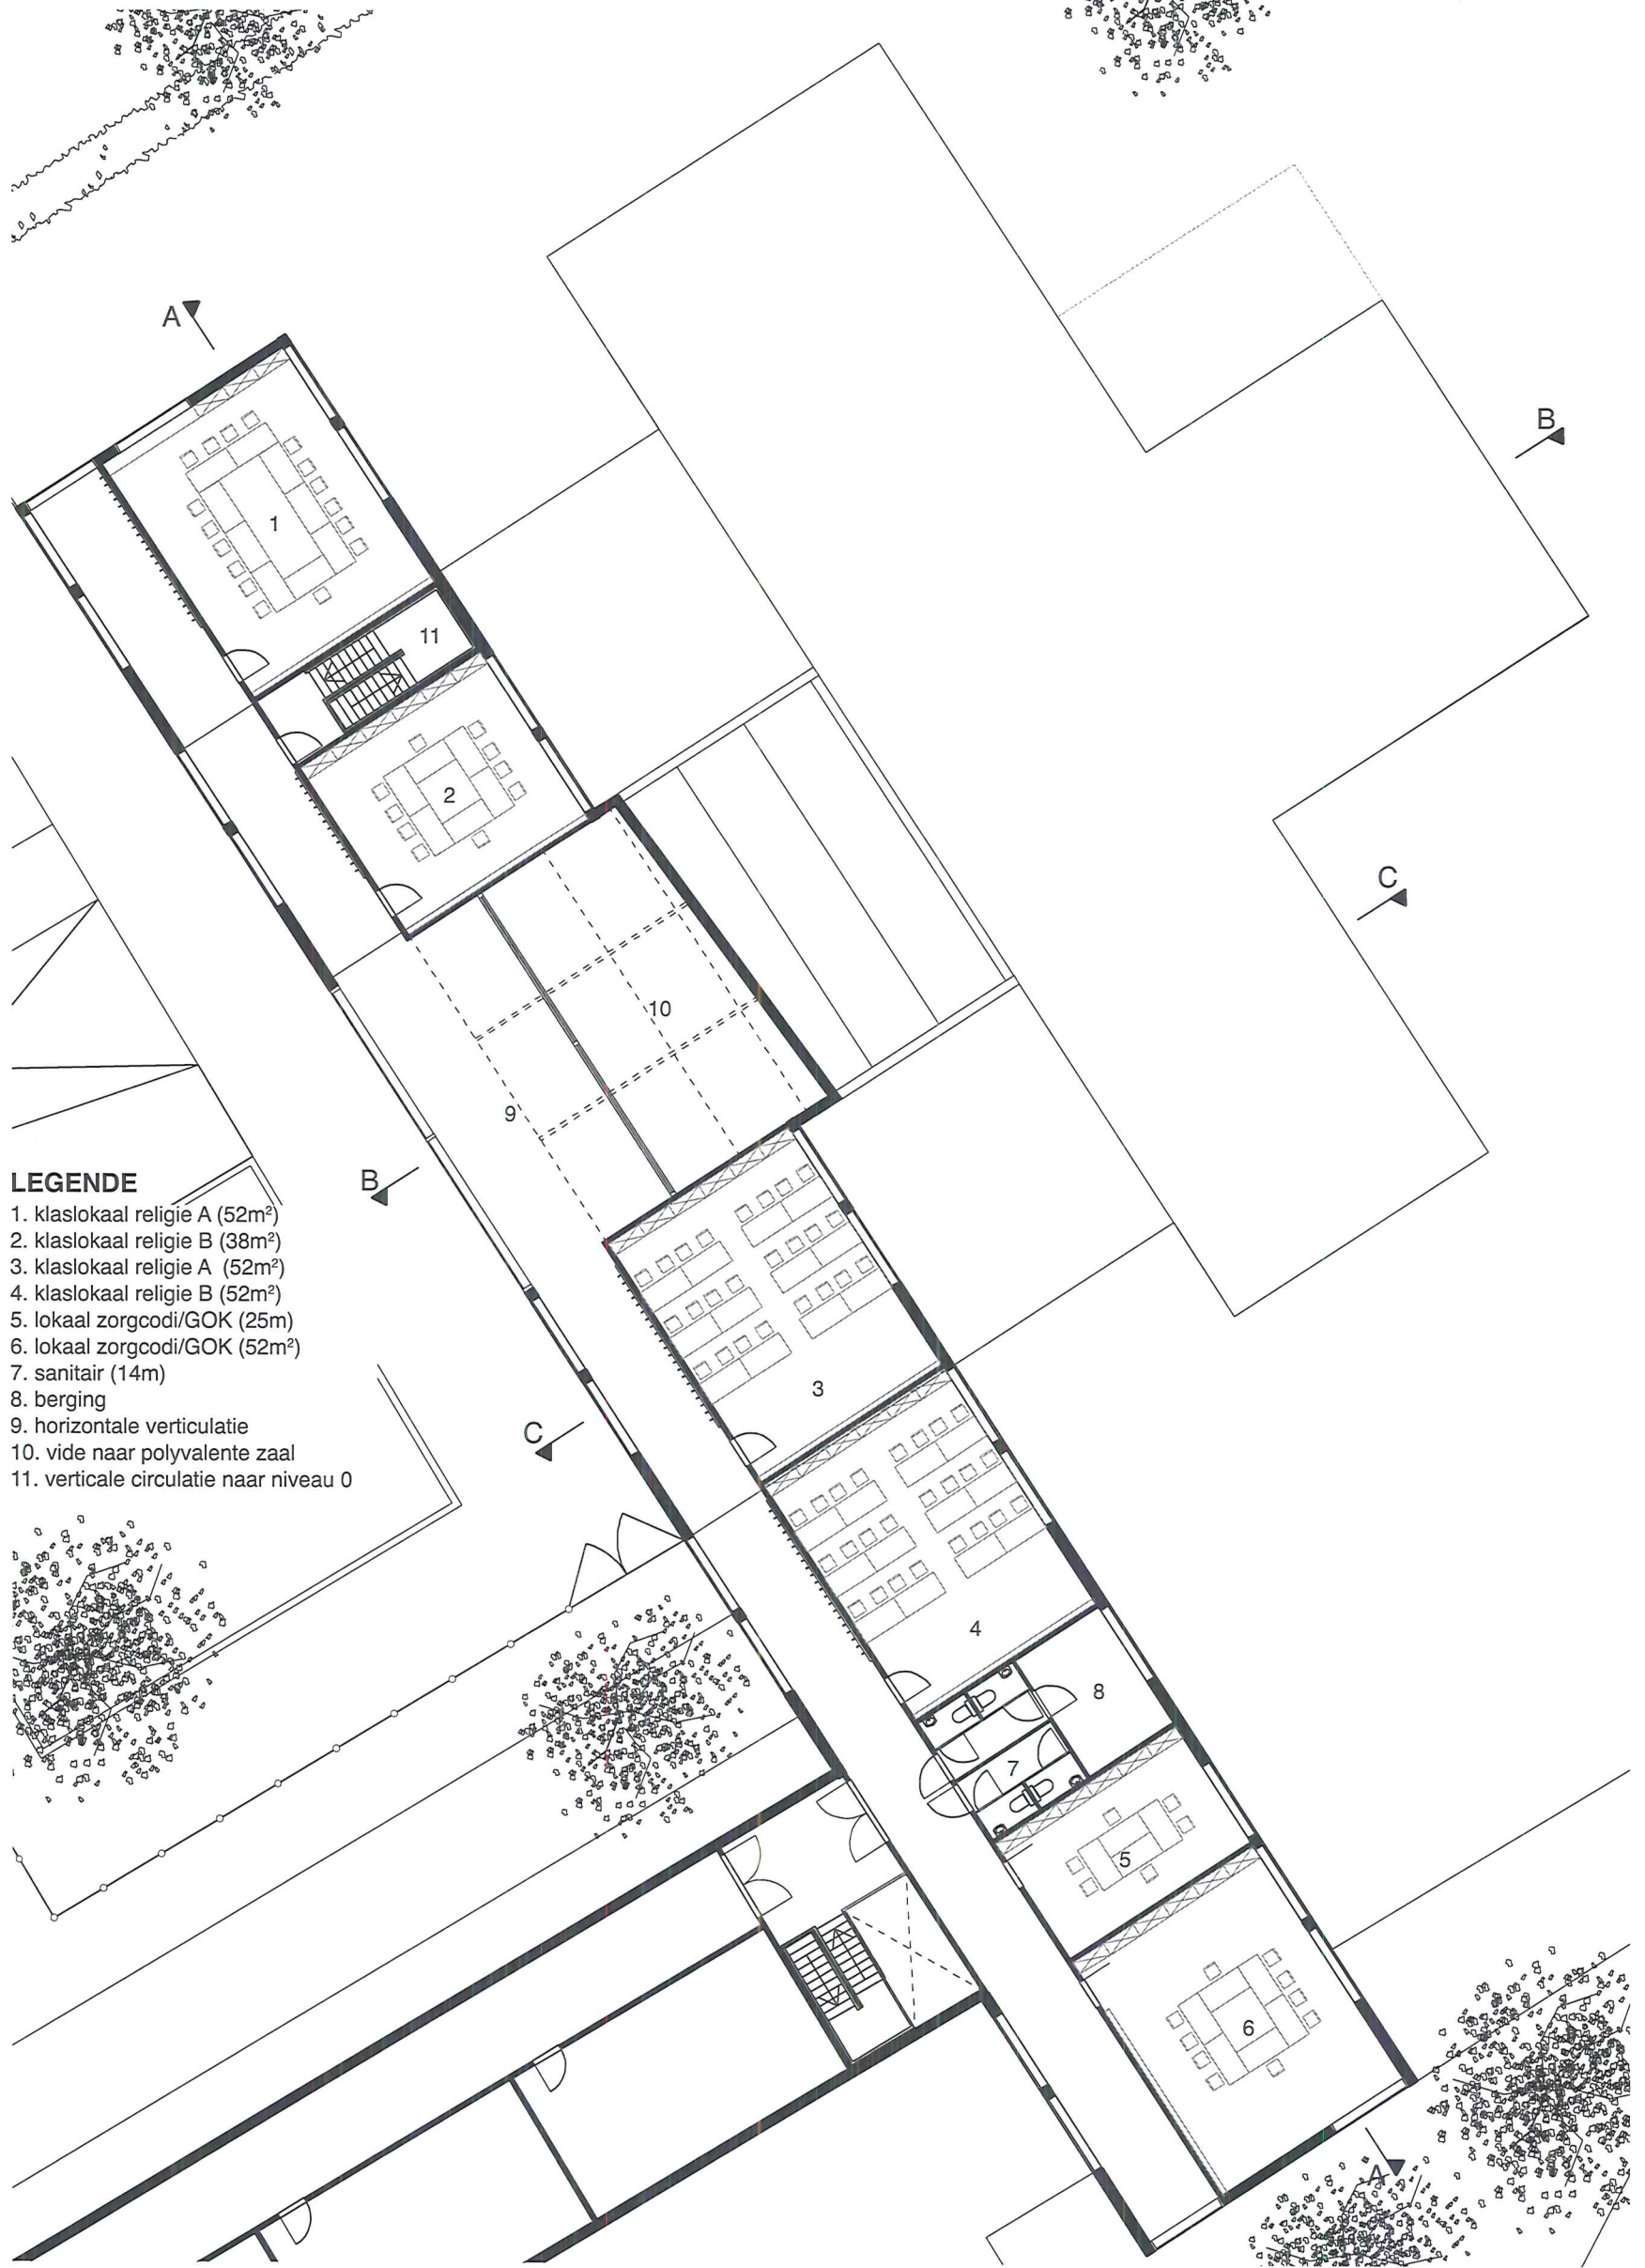 A
B
1
11
2
C
10
9
B
LEGENDE
1. klaslokaal religie A (52m²)
2. klaslokaal religie B (38m²)
3. klaslokaal religie A (52m²)
4. klaslokaal religie B (52m²)
5. lokaal zorgcodi/GOK (25m)
6. lokaal zorgcodi/GOK (52m²)
7. sanitair (14m)
8. berging
9. horizontale verticulatie
10. vide naar polyvalente zaal
11. verticale circulatie naar niveau 0
3
C
4
8
7
5
6
A